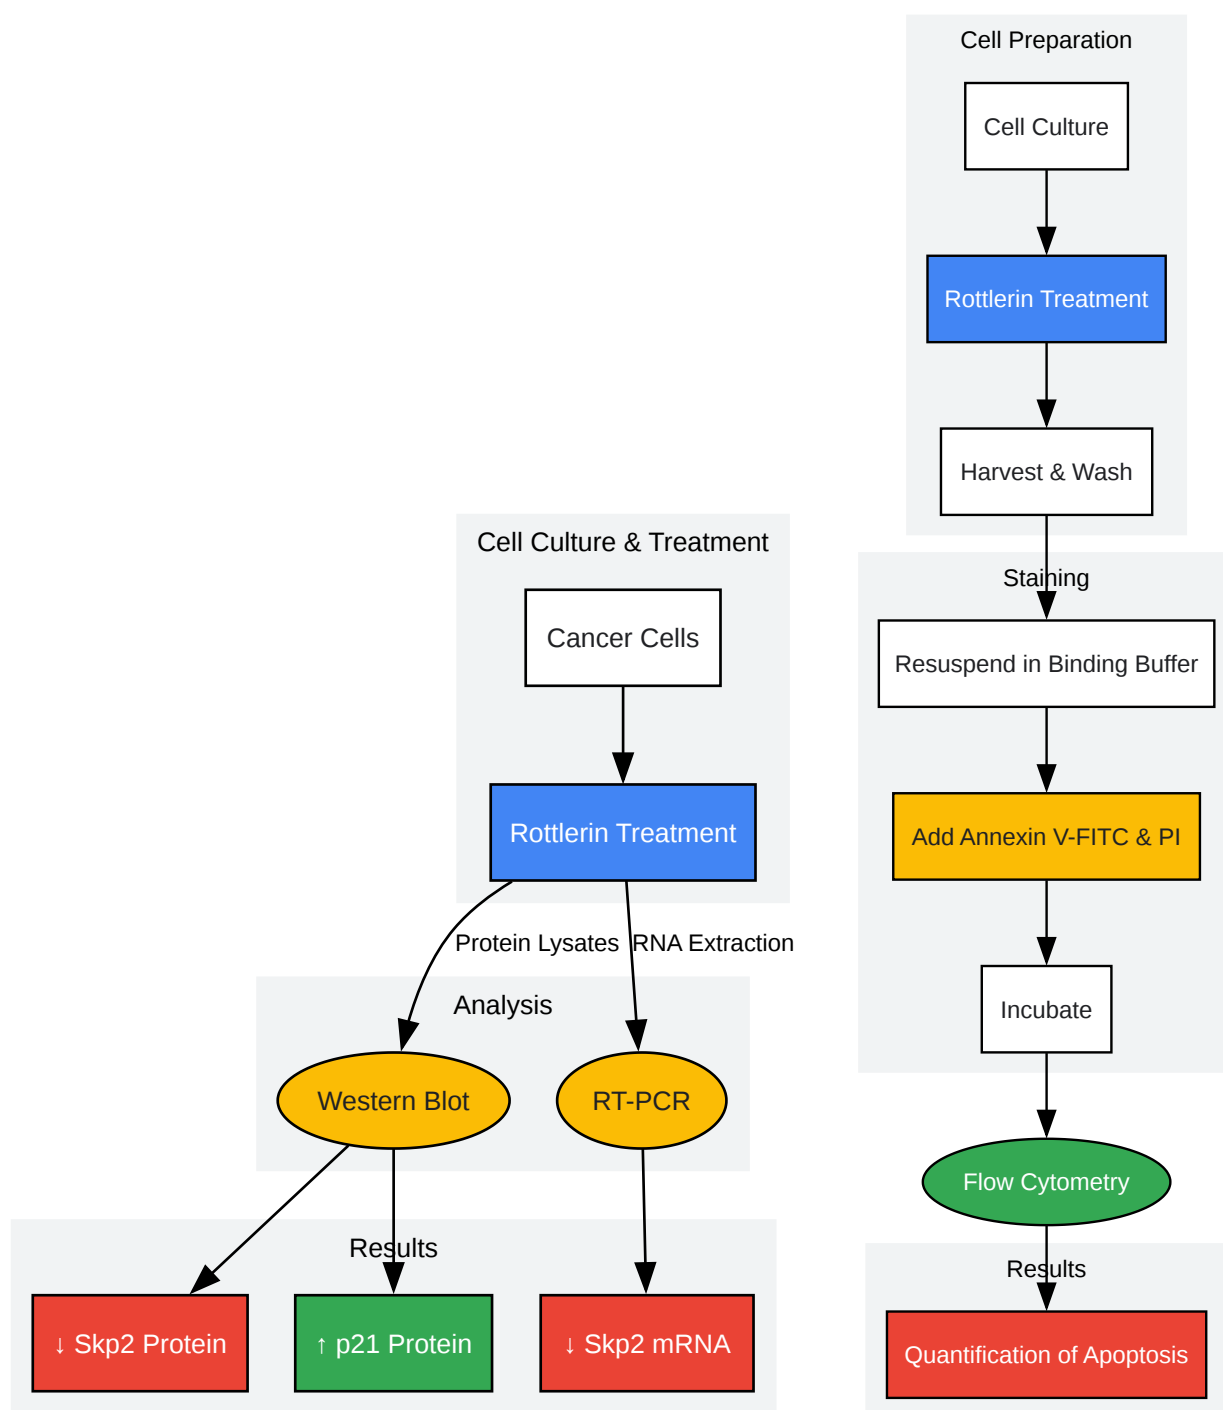 Cell Culture & Treatment
Cancer Cells
Rottlerin Treatment
Protein Lysates
RNA Extraction
Analysis
Western Blot
RT-PCR
Results
↓ Skp2 Protein
↑ p21 Protein
↓ Skp2 mRNA
Cell Preparation
Cell Culture
Rottlerin Treatment
Harvest & Wash
Staining
Resuspend in Binding Buffer
Add Annexin V-FITC & PI
Incubate
Flow Cytometry
Results
Quantification of Apoptosis